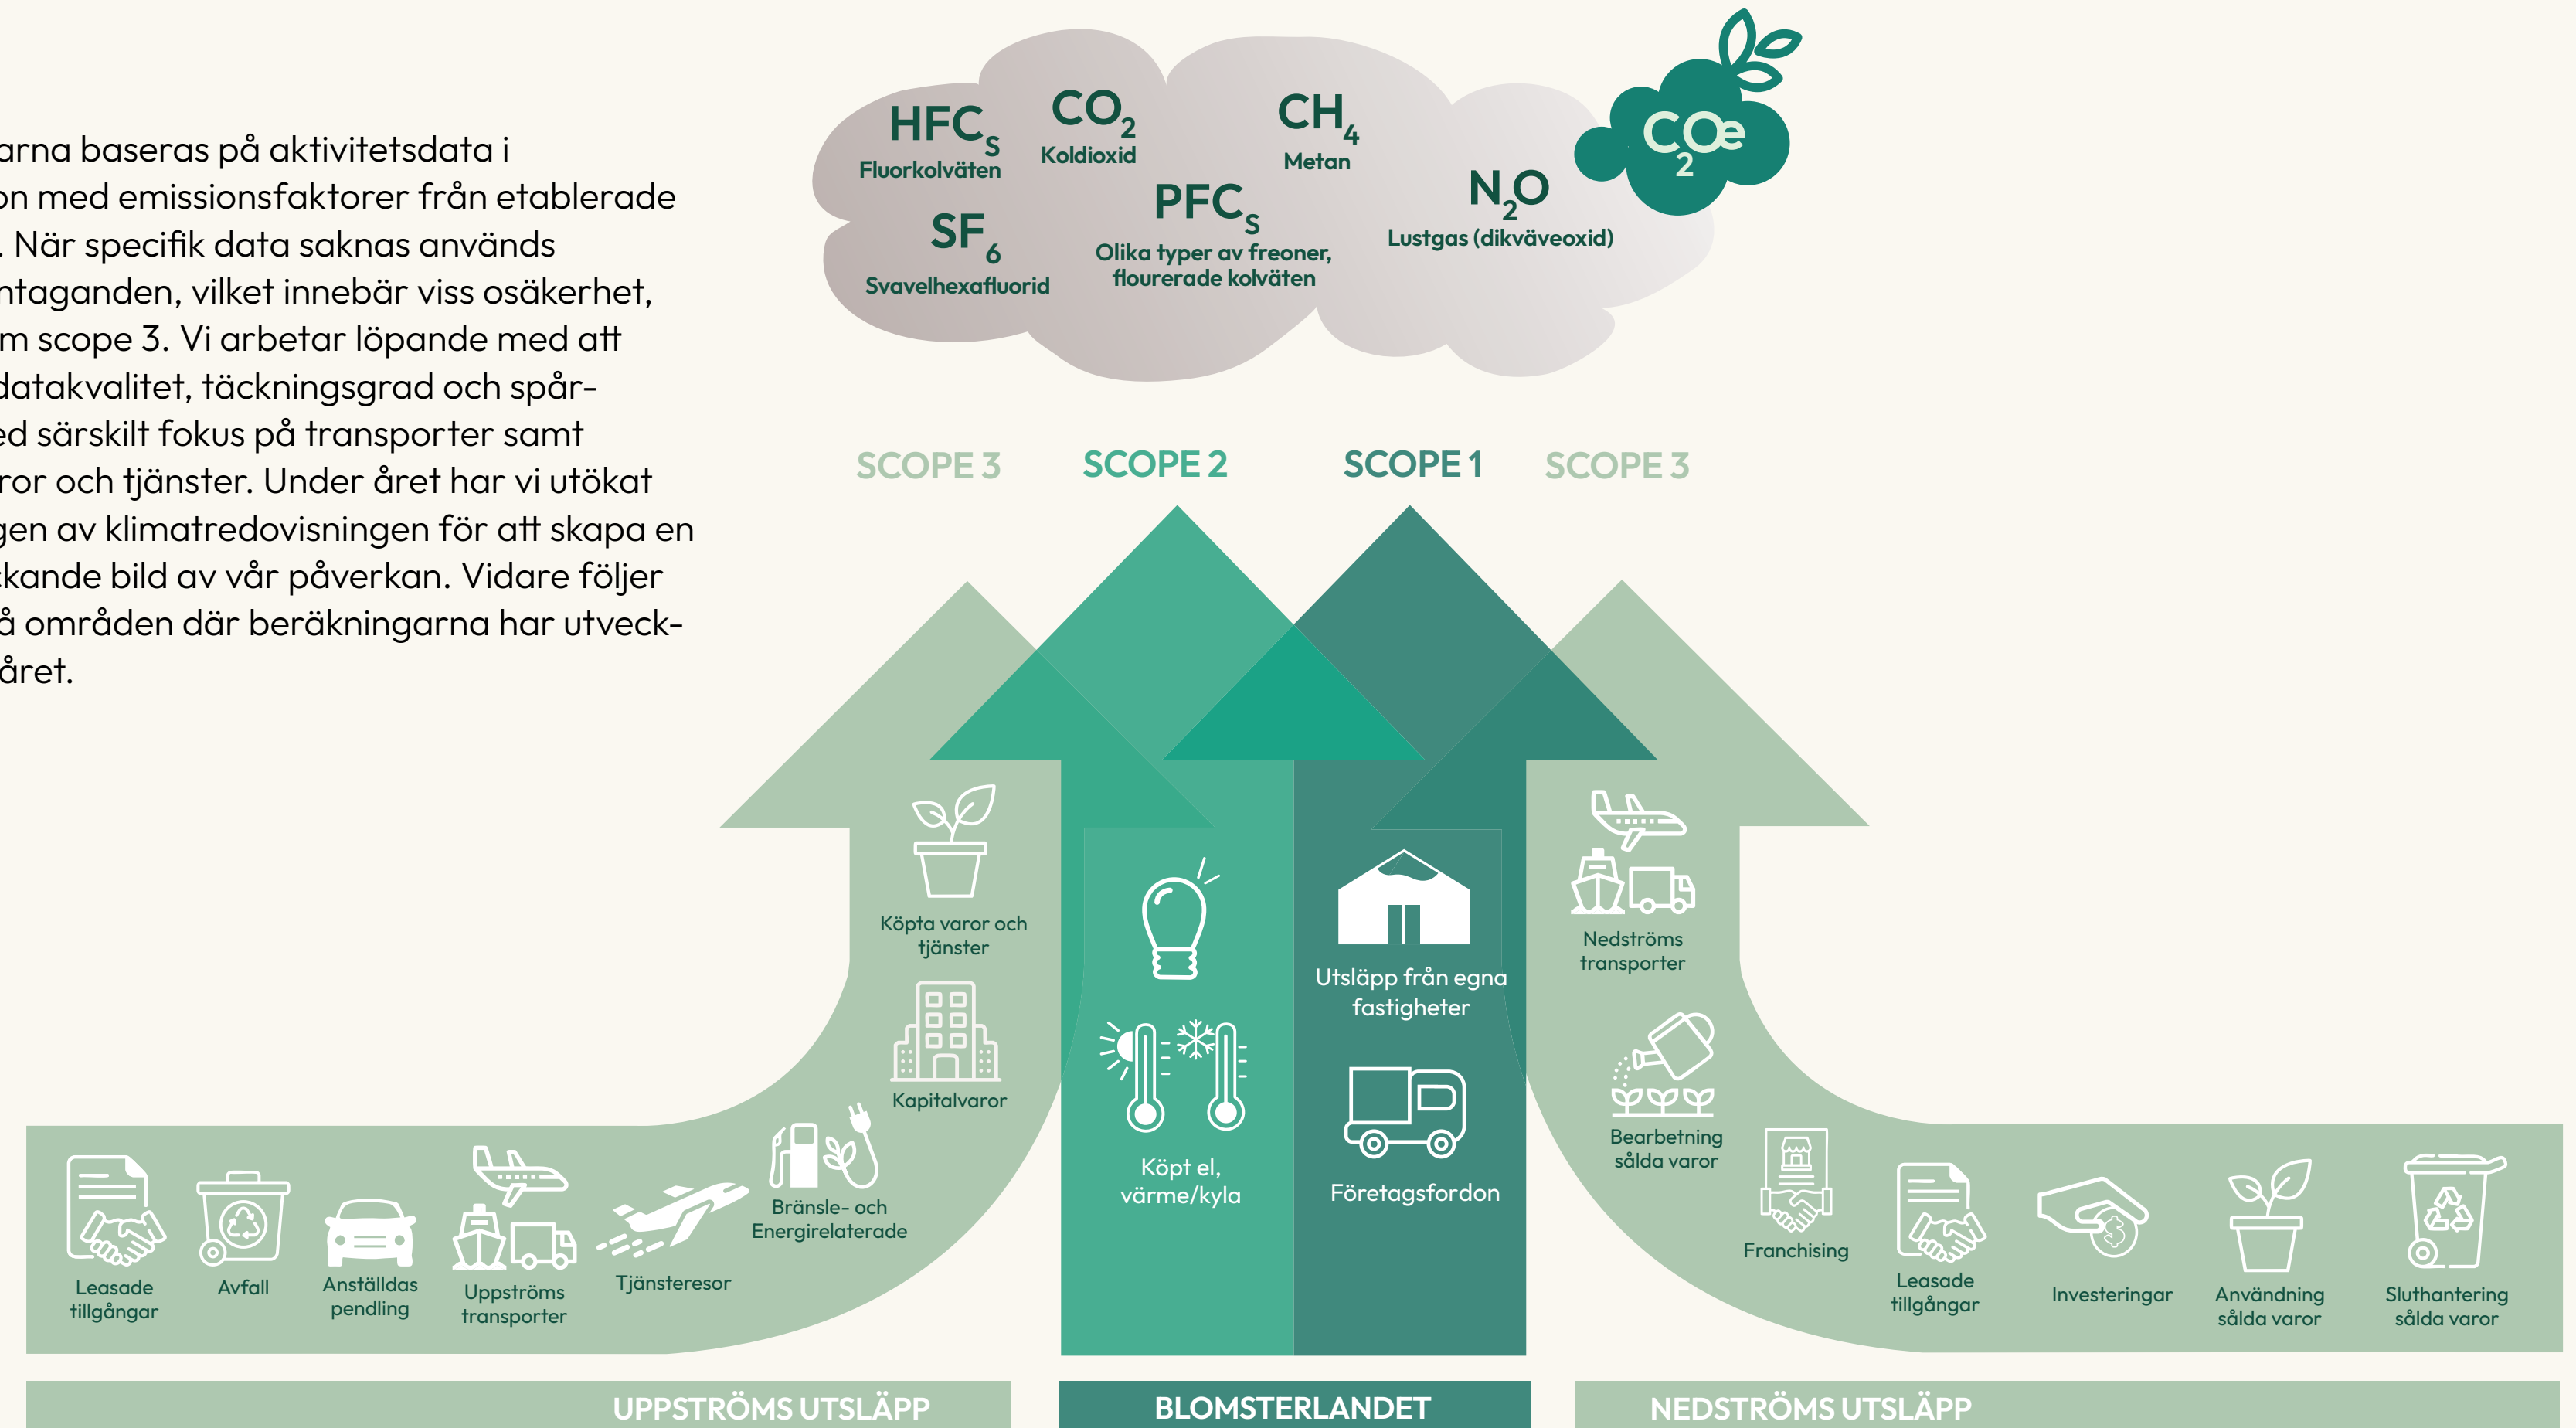 arna baseras på aktivitetsdata i
on med emissionsfaktorer från etablerade
. När specifik data saknas används
ntaganden, vilket innebär viss osäkerhet,
m scope 3. Vi arbetar löpande med att
datakvalitet, täckningsgrad och spår-
ed särskilt fokus på transporter samt
ror och tjänster. Under året har vi utökat
gen av klimatredovisningen för att skapa en
ckande bild av vår påverkan. Vidare följer
å områden där beräkningarna har utveck-
året.
HFCs
Fluorkolväten
CO2
Koldioxid
CH4
Metan
CO2e
SF6
Svavelhexafluorid
PFCs
Olika typer av freoner,
flourerade kolväten
N2O
Lustgas (dikväveoxid)
SCOPE 3
SCOPE 2
SCOPE 1
SCOPE 3
Köpta varor och
tjänster
Kapitalvaror
Bränsle- och
Energirelaterade
Leasade
tillgångar
Avfall
Anställdas
pendling
Uppströms
transporter
Tjänsteresor
Köpt el,
värme/kyla
Utsläpp från egna
fastigheter
Företagsfordon
Nedströms
transporter
Bearbetning
sålda varor
Franchising
Leasade
tillgångar
Investeringar
Användning
sålda varor
Sluthantering
sålda varor
UPPSTRÖMS UTSLÄPP
BLOMSTERLANDET
NEDSTRÖMS UTSLÄPP